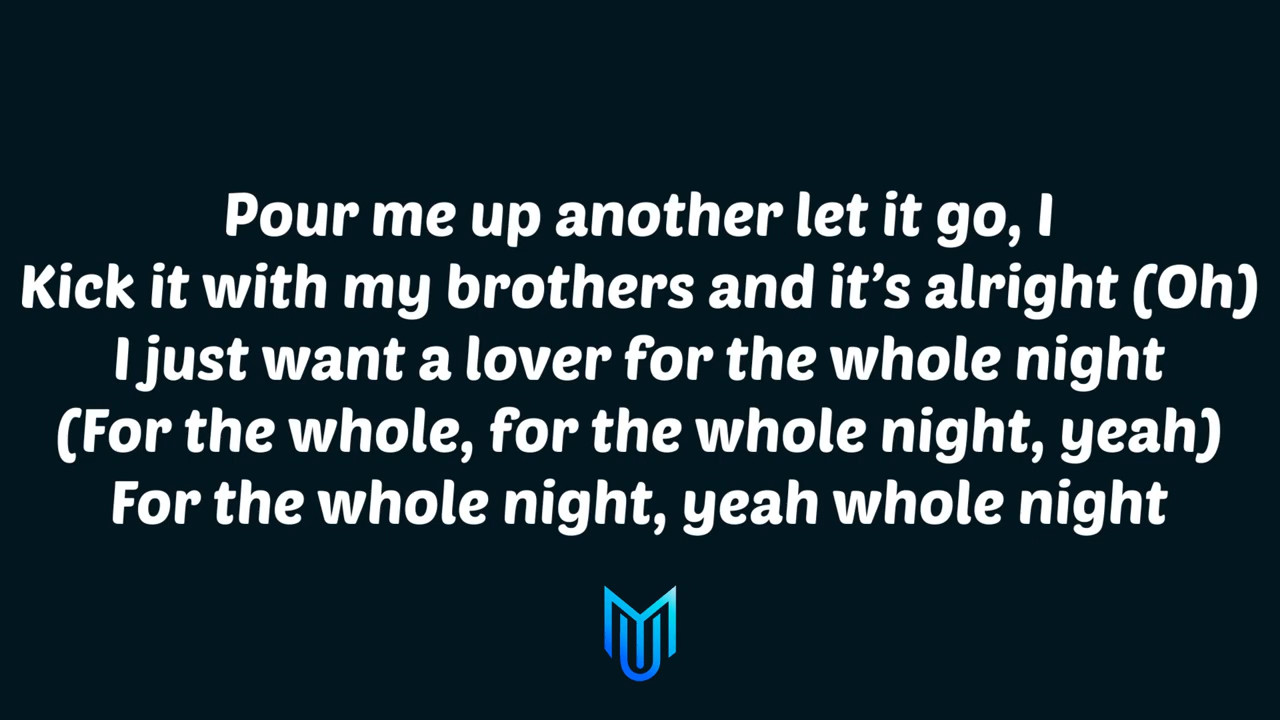 Pour me up another let it go, I
Kick it with my brothers and it’s alright (Oh)
I just want a lover for the whole night
(For the whole, for the whole night, yeah)
For the whole night, yeah whole night